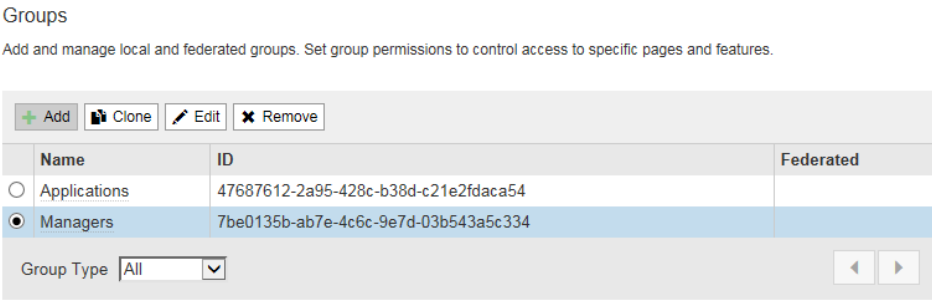 Groups
Add and manage local and federated groups. Set group permissions to control access to specific pages and features.
Add Clone Edit Remove
Name ID Federated
Applications 47687612-2a95-428c-b38d-c21e2fdaca54
Managers 7be0135b-ab7e-4c6c-9e7d-03b543a5c334
Group Type All